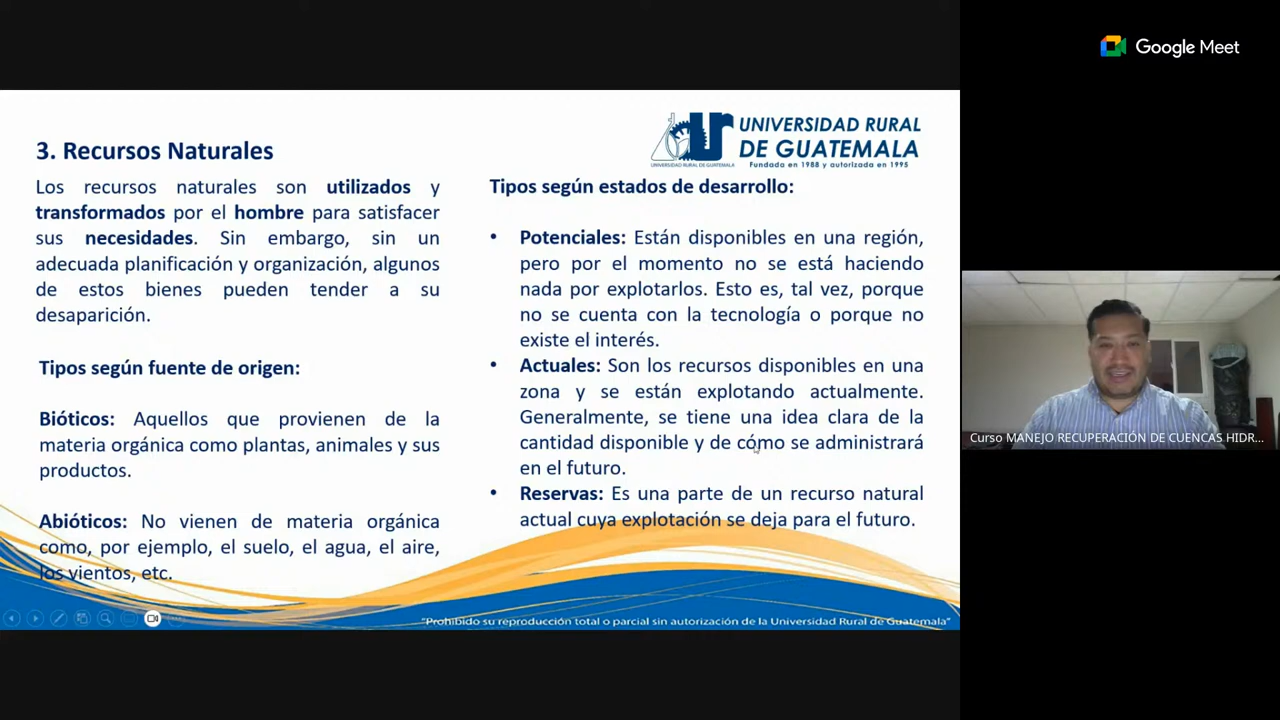 Google Meet
UNIVERSIDAD RURAL
DE GUATEMALA
Fundada en 1988 y autorizada en 1995
UNIVERSIDAD RURAL DE GUATEMALA
3. Recursos Naturales
Los recursos naturales son utilizados y
transformados por el hombre para satisfacer
sus necesidades. Sin embargo, sin un
adecuada planificación y organización, algunos
de estos bienes pueden tender a su
desaparición.
Tipos según fuente de origen:
Bióticos: Aquellos que provienen de la
materia orgánica como plantas, animales y sus
productos.
Abióticos: No vienen de materia orgánica
como, por ejemplo, el suelo, el agua, el aire,
los vientos, etc.
Tipos según estados de desarrollo:
• Potenciales: Están disponibles en una región,
pero por el momento no se está haciendo
nada por explotarlos. Esto es, tal vez, porque
no se cuenta con la tecnología o porque no
existe el interés.
• Actuales: Son los recursos disponibles en una
zona y se están explotando actualmente.
Generalmente, se tiene una idea clara de la
cantidad disponible y de cómo se administrará
en el futuro.
• Reservas: Es una parte de un recurso natural
actual cuya explotación se deja para el futuro.
"Prohibido su reproducción total o parcial sin autorización de la Universidad Rural de Guatemala"
Curso MANEJO RECUPERACIÓN DE CUENCAS HIDR...